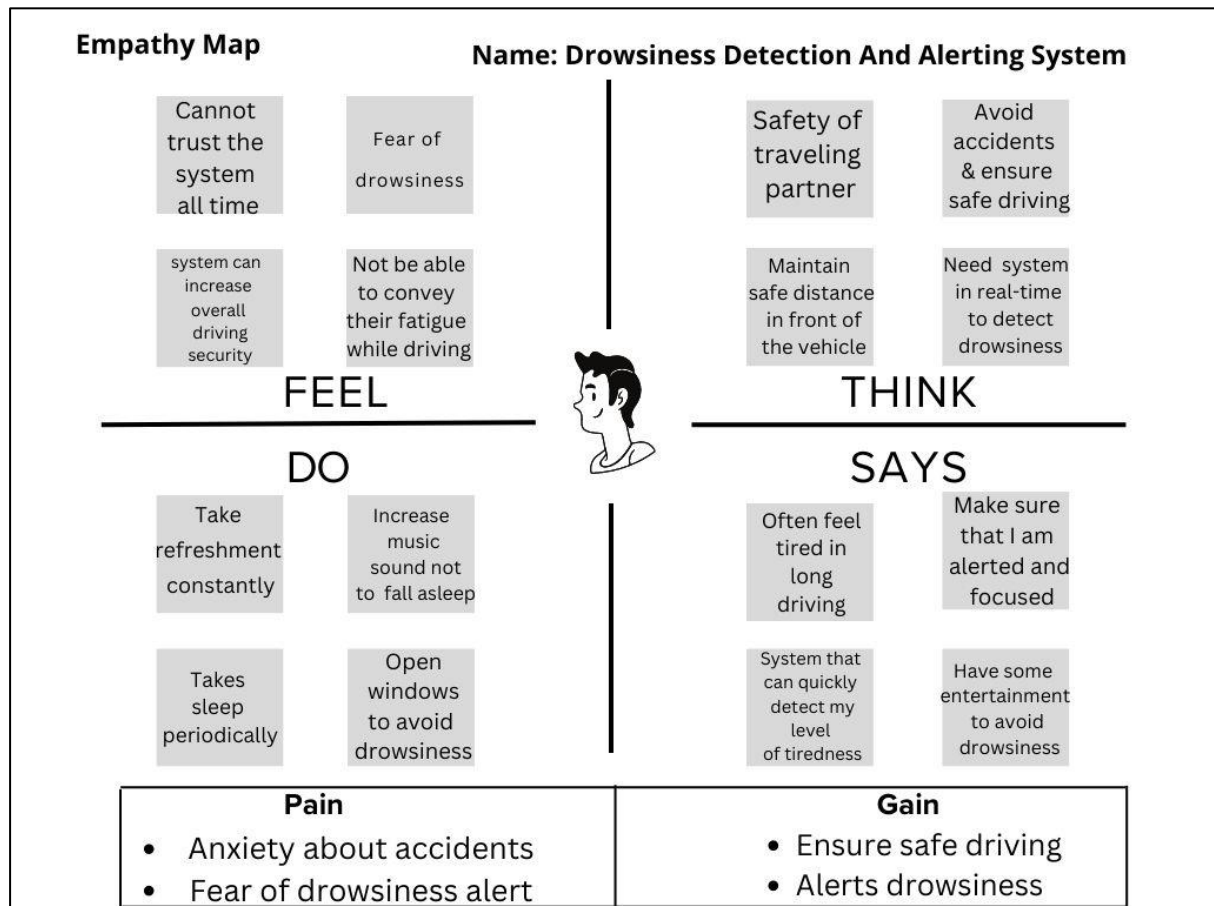 Empathy Map
Name: Drowsiness Detection And Alerting System
Cannot
trust the
system
all time
Fear of
drowsiness
system can
increase
overall
driving
security
Not be able
to convey
their fatigue
while driving
FEEL
Safety of
traveling
partner
Avoid
accidents
& ensure
safe driving
Maintain
safe distance
in front of
the vehicle
Need system
in real-time
to detect
drowsiness
THINK
DO
Take
refreshment
constantly
Increase
music
sound not
to fall asleep
Takes
sleep
periodically
Open
windows
to avoid
drowsiness
SAYS
Often feel
tired in
long
driving
Make sure
that I am
alerted and
focused
System that
can quickly
detect my
level
of tiredness
Have some
entertainment
to avoid
drowsiness
Pain
• Anxiety about accidents
• Fear of drowsiness alert
Gain
• Ensure safe driving
• Alerts drowsiness